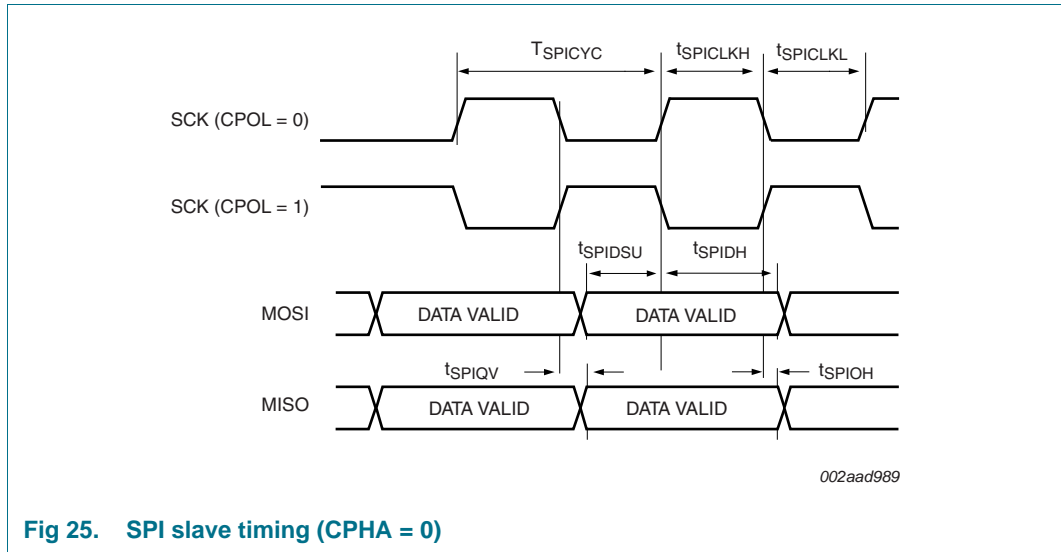 TSPICYC tSPICLKH tSPICLKL
SCK (CPOL = 0)
SCK (CPOL = 1)
tSPIDSU tSPIDH
MOSI DATA VALID DATA VALID
tSPIQV tSPIOH
MISO DATA VALID DATA VALID
002aad989
Fig 25. SPI slave timing (CPHA = 0)